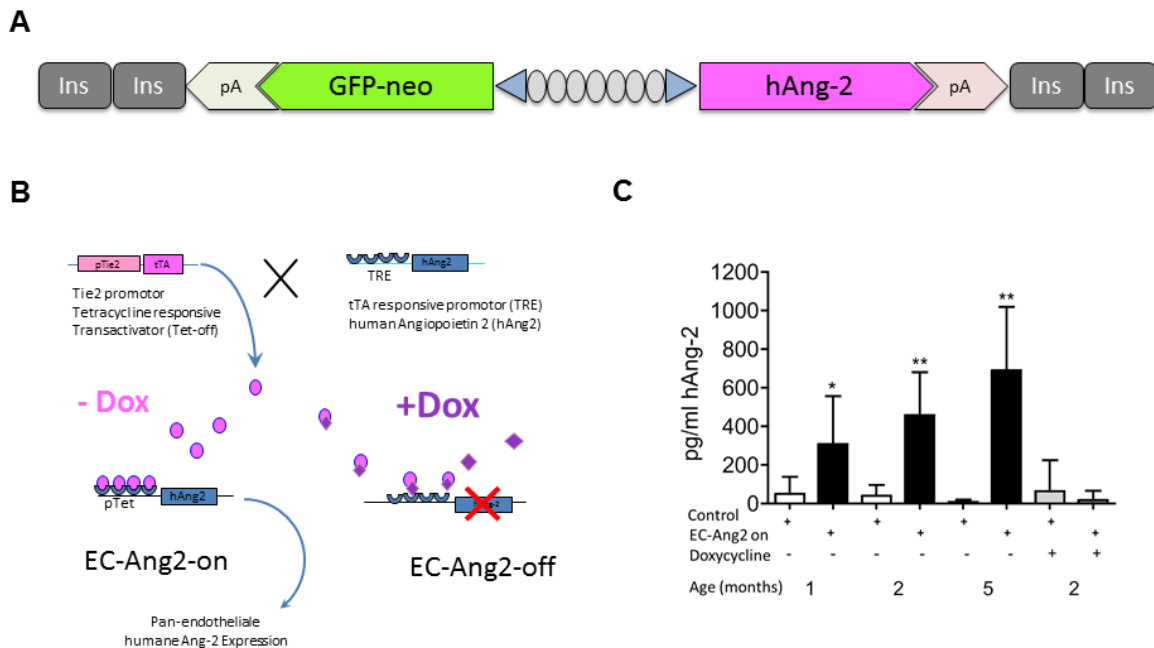 A
Ins Ins pA GFP-neo hAng-2 pA Ins Ins
B
pTie2 tTA
hAng2
TRE
Tie2 promotor
Tetracycline responsive
Transactivator (Tet-off)
tTA responsive promotor (TRE)
human Angiopoietin 2 (hAng2)
- Dox
+Dox
hAng2
pTet
EC-Ang2-on
EC-Ang2-off
Pan-endotheliale
humane Ang-2 Expression
C
pg/ml hAng-2
1200
1000
800
600
400
200
0
* ** **
Control + + + +
EC-Ang2 on + + + +
Doxycycline - - - - - - + +
Age (months) 1 2 5 2